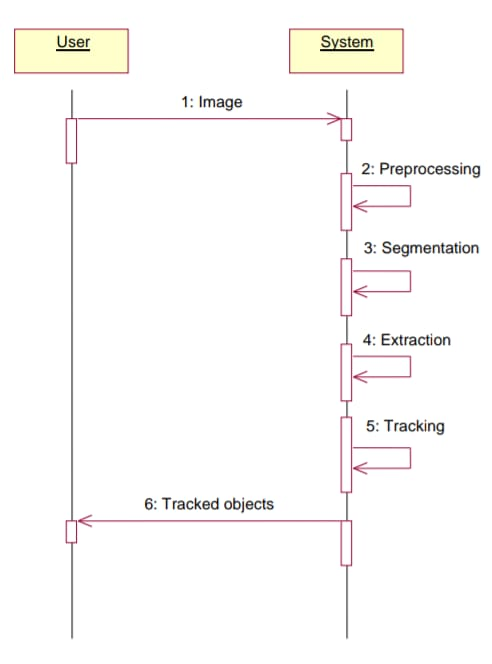 User
System
1: Image
2: Preprocessing
3: Segmentation
4: Extraction
5: Tracking
6: Tracked objects